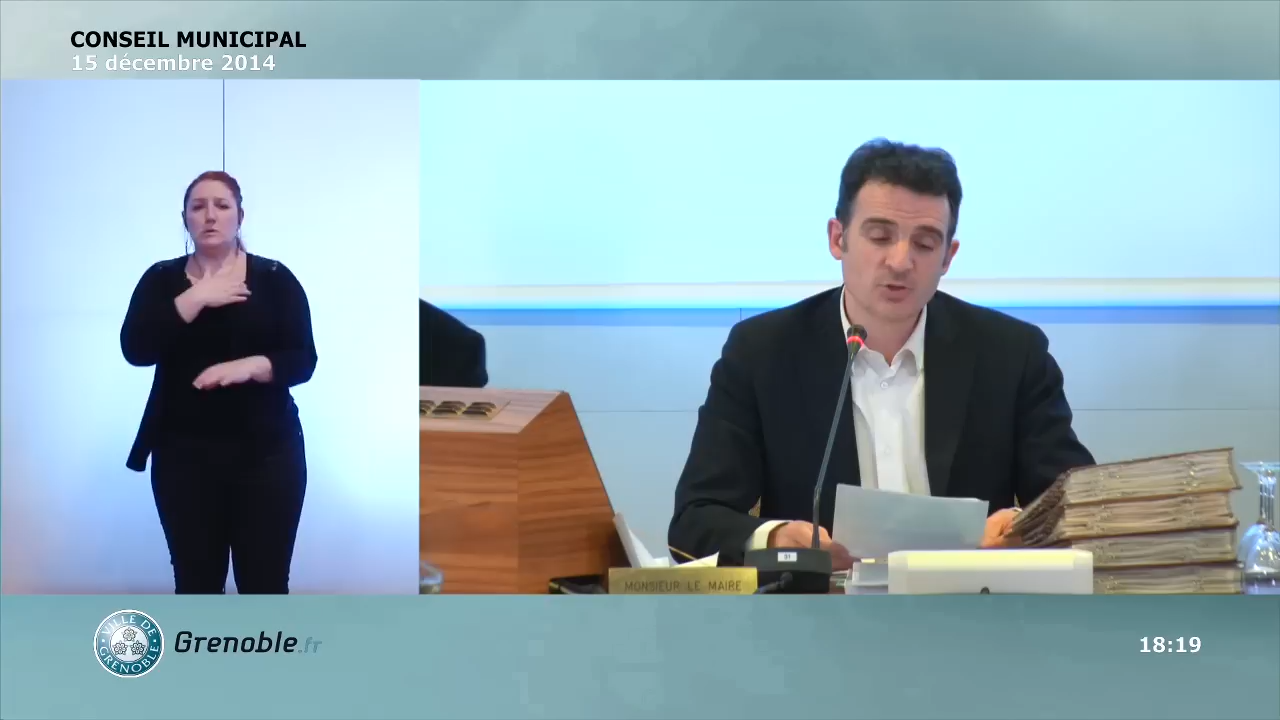 CONSEIL MUNICIPAL
15 décembre 2014
MONSIEUR LE MAIRE
VILLE DE
GRENOBLE
Grenoble.fr
18:19